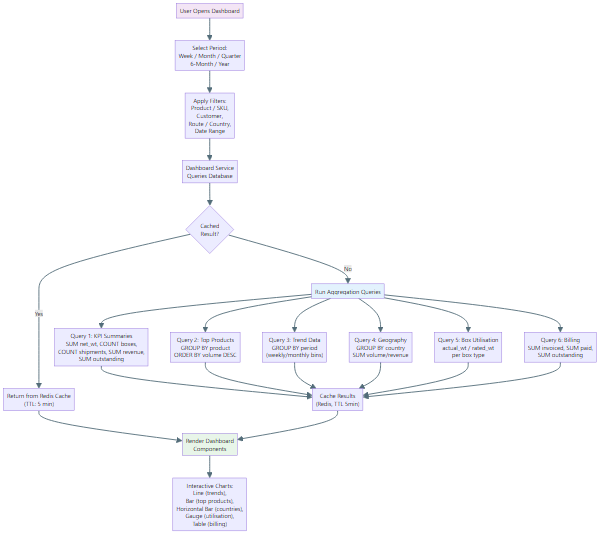 User Opens Dashboard
Select Period:
Week / Month / Quarter
6-Month / Year
Apply Filters:
Product / SKU,
Customer,
Route / Country,
Date Range
Dashboard Service
Queries Database
Cached
Result?
No
Yes
Run Aggregation Queries
Query 1: KPI Summaries
SUM net_wt, COUNT boxes,
COUNT shipments, SUM revenue,
SUM outstanding
Query 2: Top Products
GROUP BY product
ORDER BY volume DESC
Query 3: Trend Data
GROUP BY period
(weekly/monthly bins)
Query 4: Geography
GROUP BY country
SUM volume/revenue
Query 5: Box Utilisation
actual_wt / rated_wt
per box type
Query 6: Billing
SUM invoiced, SUM paid,
SUM outstanding
Return from Redis Cache
(TTL: 5 min)
Cache Results
(Redis, TTL 5min)
Render Dashboard
Components
Interactive Charts:
Line (trends),
Bar (top products),
Horizontal Bar (countries),
Gauge (utilisation),
Table (billing)